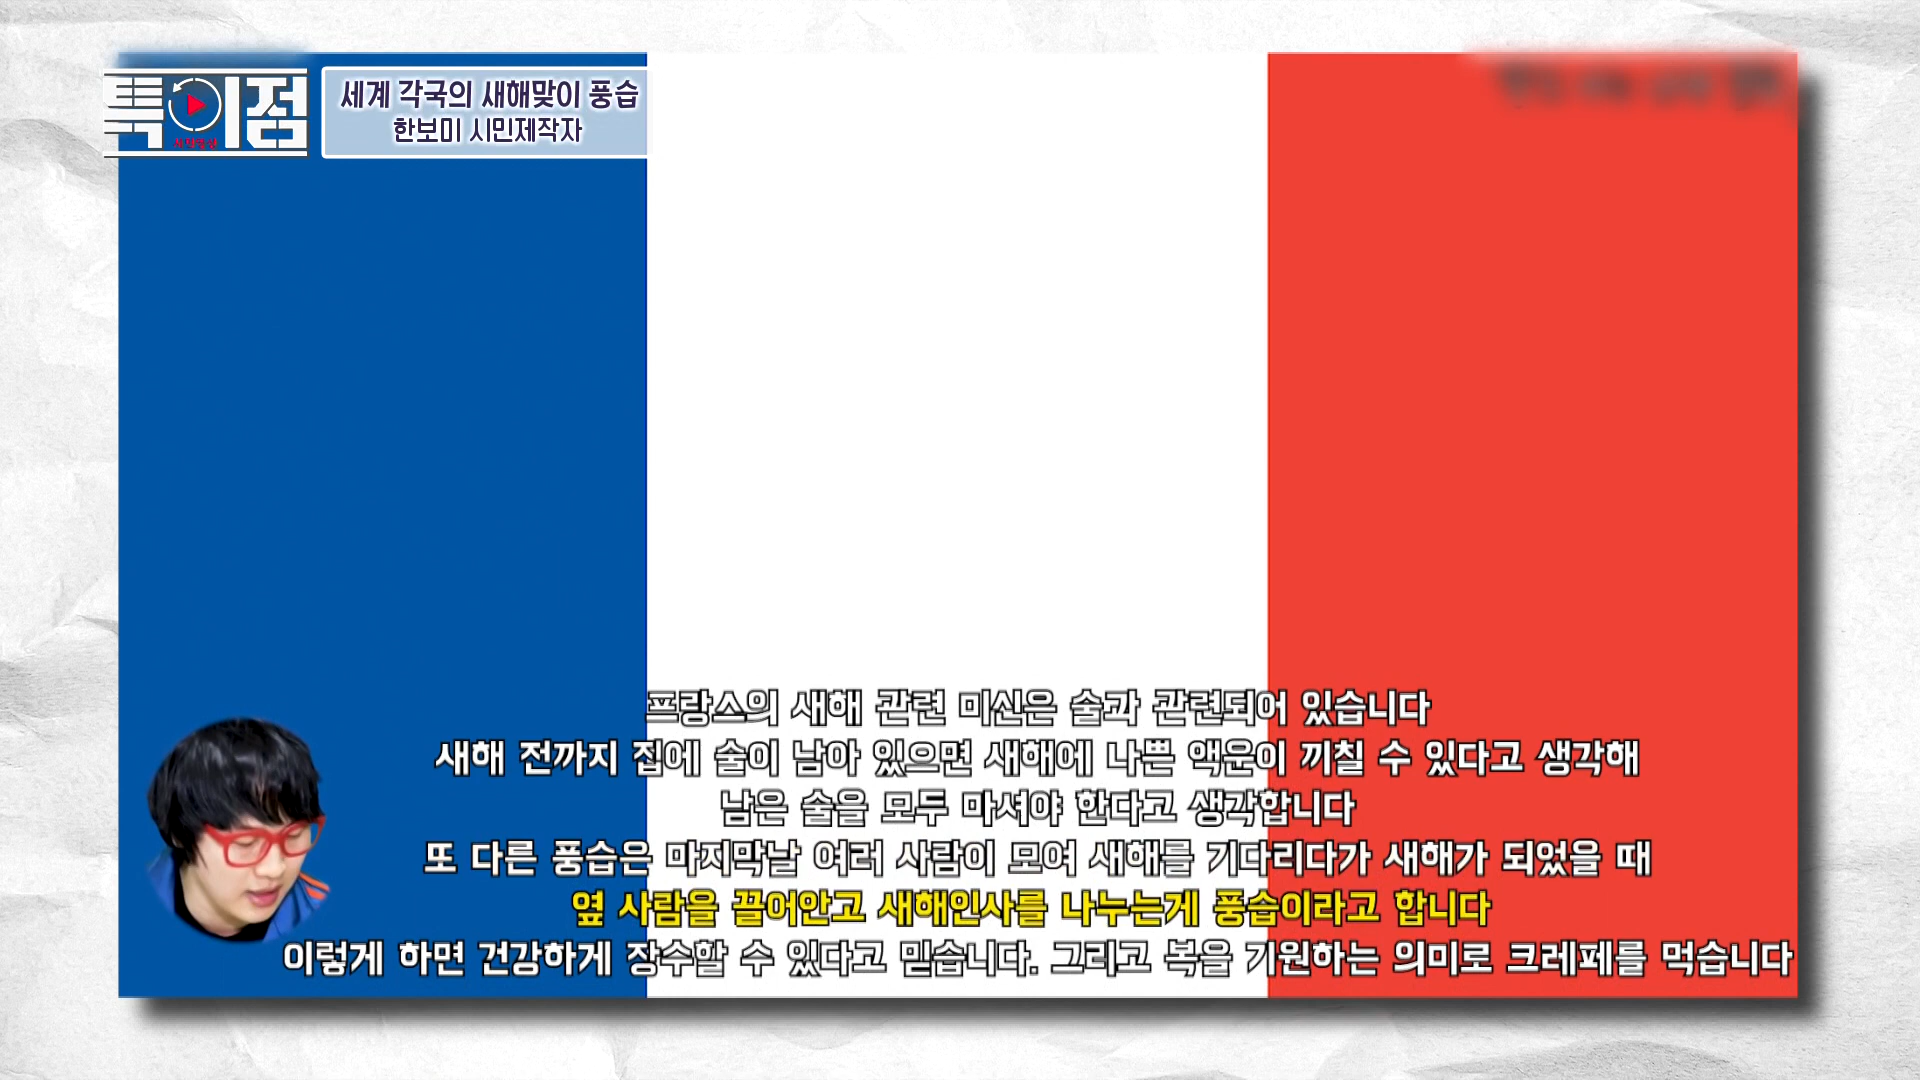 특이점
세계 각국의 새해맞이 풍습
한보미 시민제작자
프랑스의 새해 관련 미신은 술과 관련되어 있습니다
새해 전까지 집에 술이 남아 있으면 새해에 나쁜 액운이 끼칠 수 있다고 생각해
남은 술을 모두 마셔야 한다고 생각합니다
또 다른 풍습은 마지막날 여러 사람이 모여 새해를 기다리다가 새해가 되었을 때
옆 사람을 끌어안고 새해인사를 나누는게 풍습이라고 합니다
이렇게 하면 건강하게 장수할 수 있다고 믿습니다. 그리고 복을 기원하는 의미로 크레페를 먹습니다